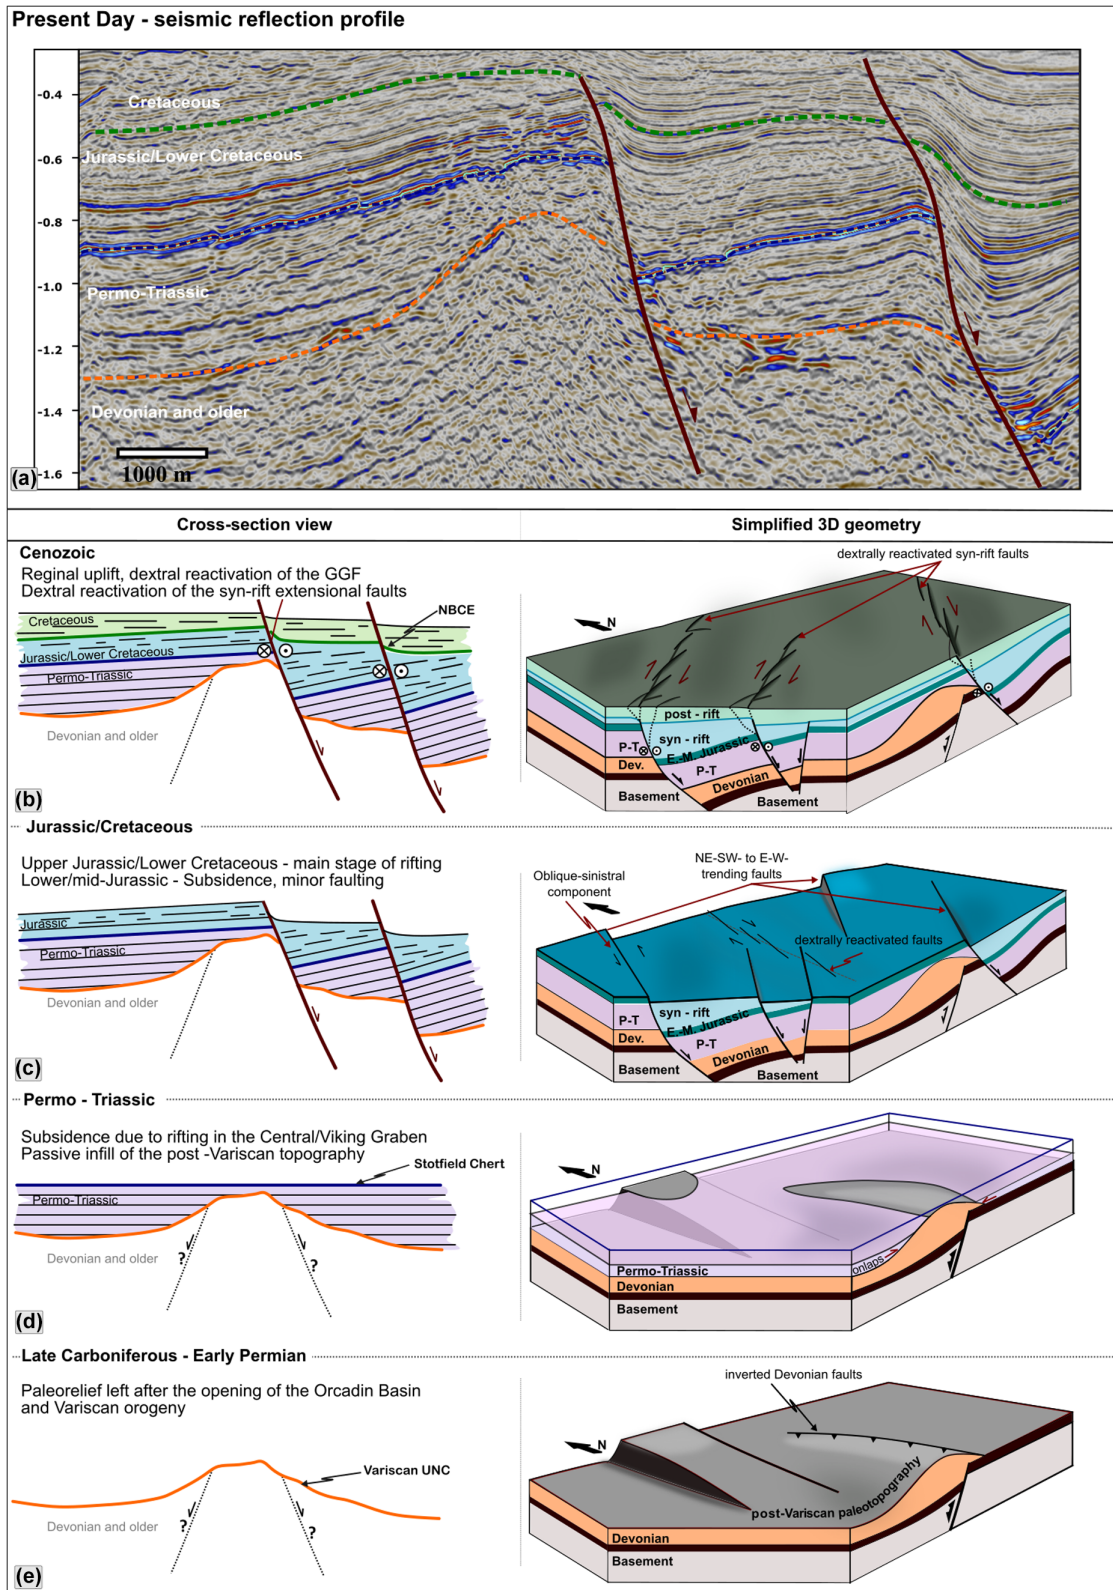 Present Day - seismic reflection profile
-0.4
Cretaceous
-0.6
Jurassic/Lower Cretaceous
-0.8
-1.0
Permo-Triassic
-1.2
-1.4
Devonian and older
1000 m
-1.6
(a)
Cross-section view
Simplified 3D geometry
Cenozoic
Reginal uplift, dextral reactivation of the GGF
Dextral reactivation of the syn-rift extensional faults
NBCE
Cretaceous
Jurassic/Lower Cretaceous
Permo-Triassic
Devonian and older
(b)
dextrally reactivated syn-rift faults
N
post - rift
syn - rift
P-T
E.-M. Jurassic
Dev.
P-T
Devonian
Basement
Basement
Jurassic/Cretaceous
Upper Jurassic/Lower Cretaceous - main stage of rifting
Lower/mid-Jurassic - Subsidence, minor faulting
Jurassic
Permo-Triassic
Devonian and older
(c)
NE-SW- to E-W-
trending faults
Oblique-sinistral
component
N
dextrally reactivated faults
syn - rift
P-T
E.-M. Jurassic
Dev.
P-T
Devonian
Basement
Basement
Permo - Triassic
Subsidence due to rifting in the Central/Viking Graben
Passive infill of the post -Variscan topography
Stotfield Chert
Permo-Triassic
Devonian and older
?
?
(d)
N
onlaps
Permo-Triassic
Devonian
Basement
Late Carboniferous - Early Permian
Paleorelief left after the opening of the Orcadin Basin
and Variscan orogeny
Variscan UNC
Devonian and older
?
?
(e)
inverted Devonian faults
N
post-Variscan paleotopography
Devonian
Basement